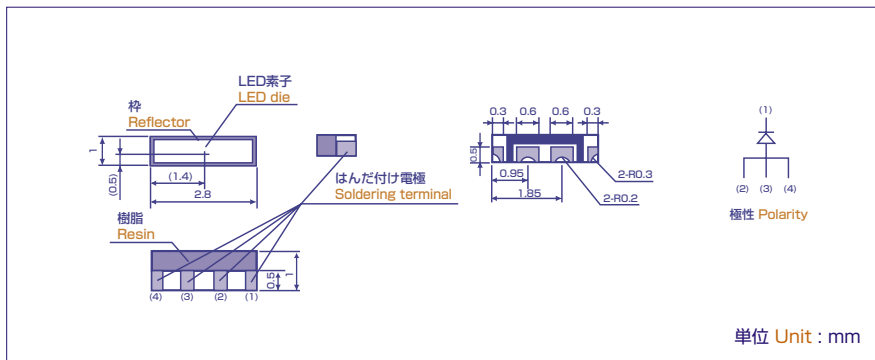 LED素子
LED die
枠
Reflector
1
(0.5)
(1.4)
2.8
はんだ付け電極
Soldering terminal
樹脂
Resin
0.5
1
(4)
(3)
(2)
(1)
0.3
0.6
0.6
0.3
0.5
0.95
1.85
2-R0.3
2-R0.2
(1)
(2)
(3)
(4)
極性 Polarity
単位 Unit : mm